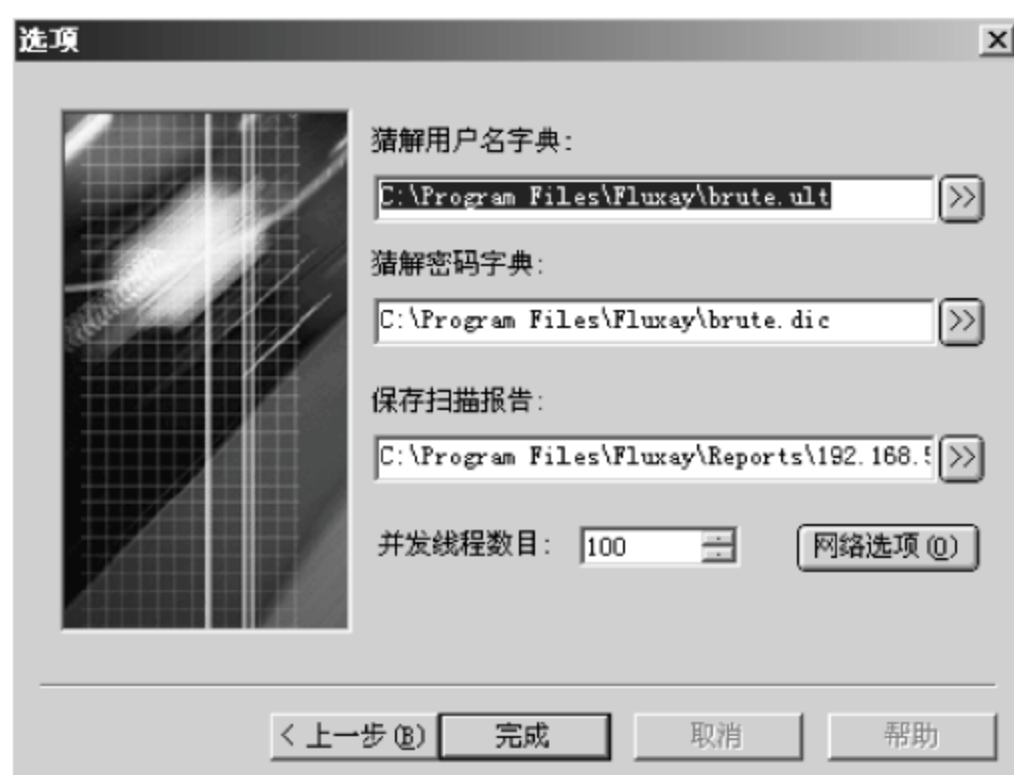 选项
猜解用户名字典:
C:\Program Files\Fluxay\brute.ult
>>
猜解密码字典:
C:\Program Files\Fluxay\brute.dic
>>
保存扫描报告:
C:\Program Files\Fluxay\Reports\192.168.5
>>
并发线程数目: 100 网络选项(O)
< 上一步(B) 完成 取消 帮助